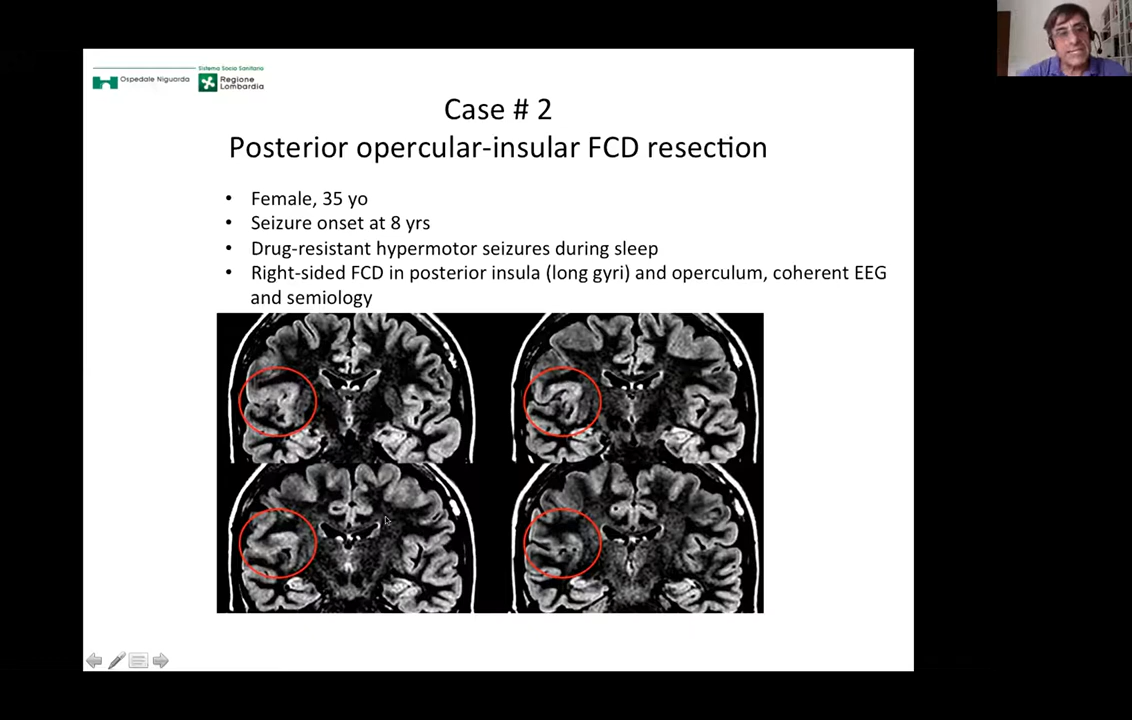 Ospedale Niguarda
Sistema Socio Sanitario
Regione
Lombardia
Case # 2
Posterior opercular-insular FCD resection
• Female, 35 yo
• Seizure onset at 8 yrs
• Drug-resistant hypermotor seizures during sleep
• Right-sided FCD in posterior insula (long gyri) and operculum, coherent EEG
and semiology